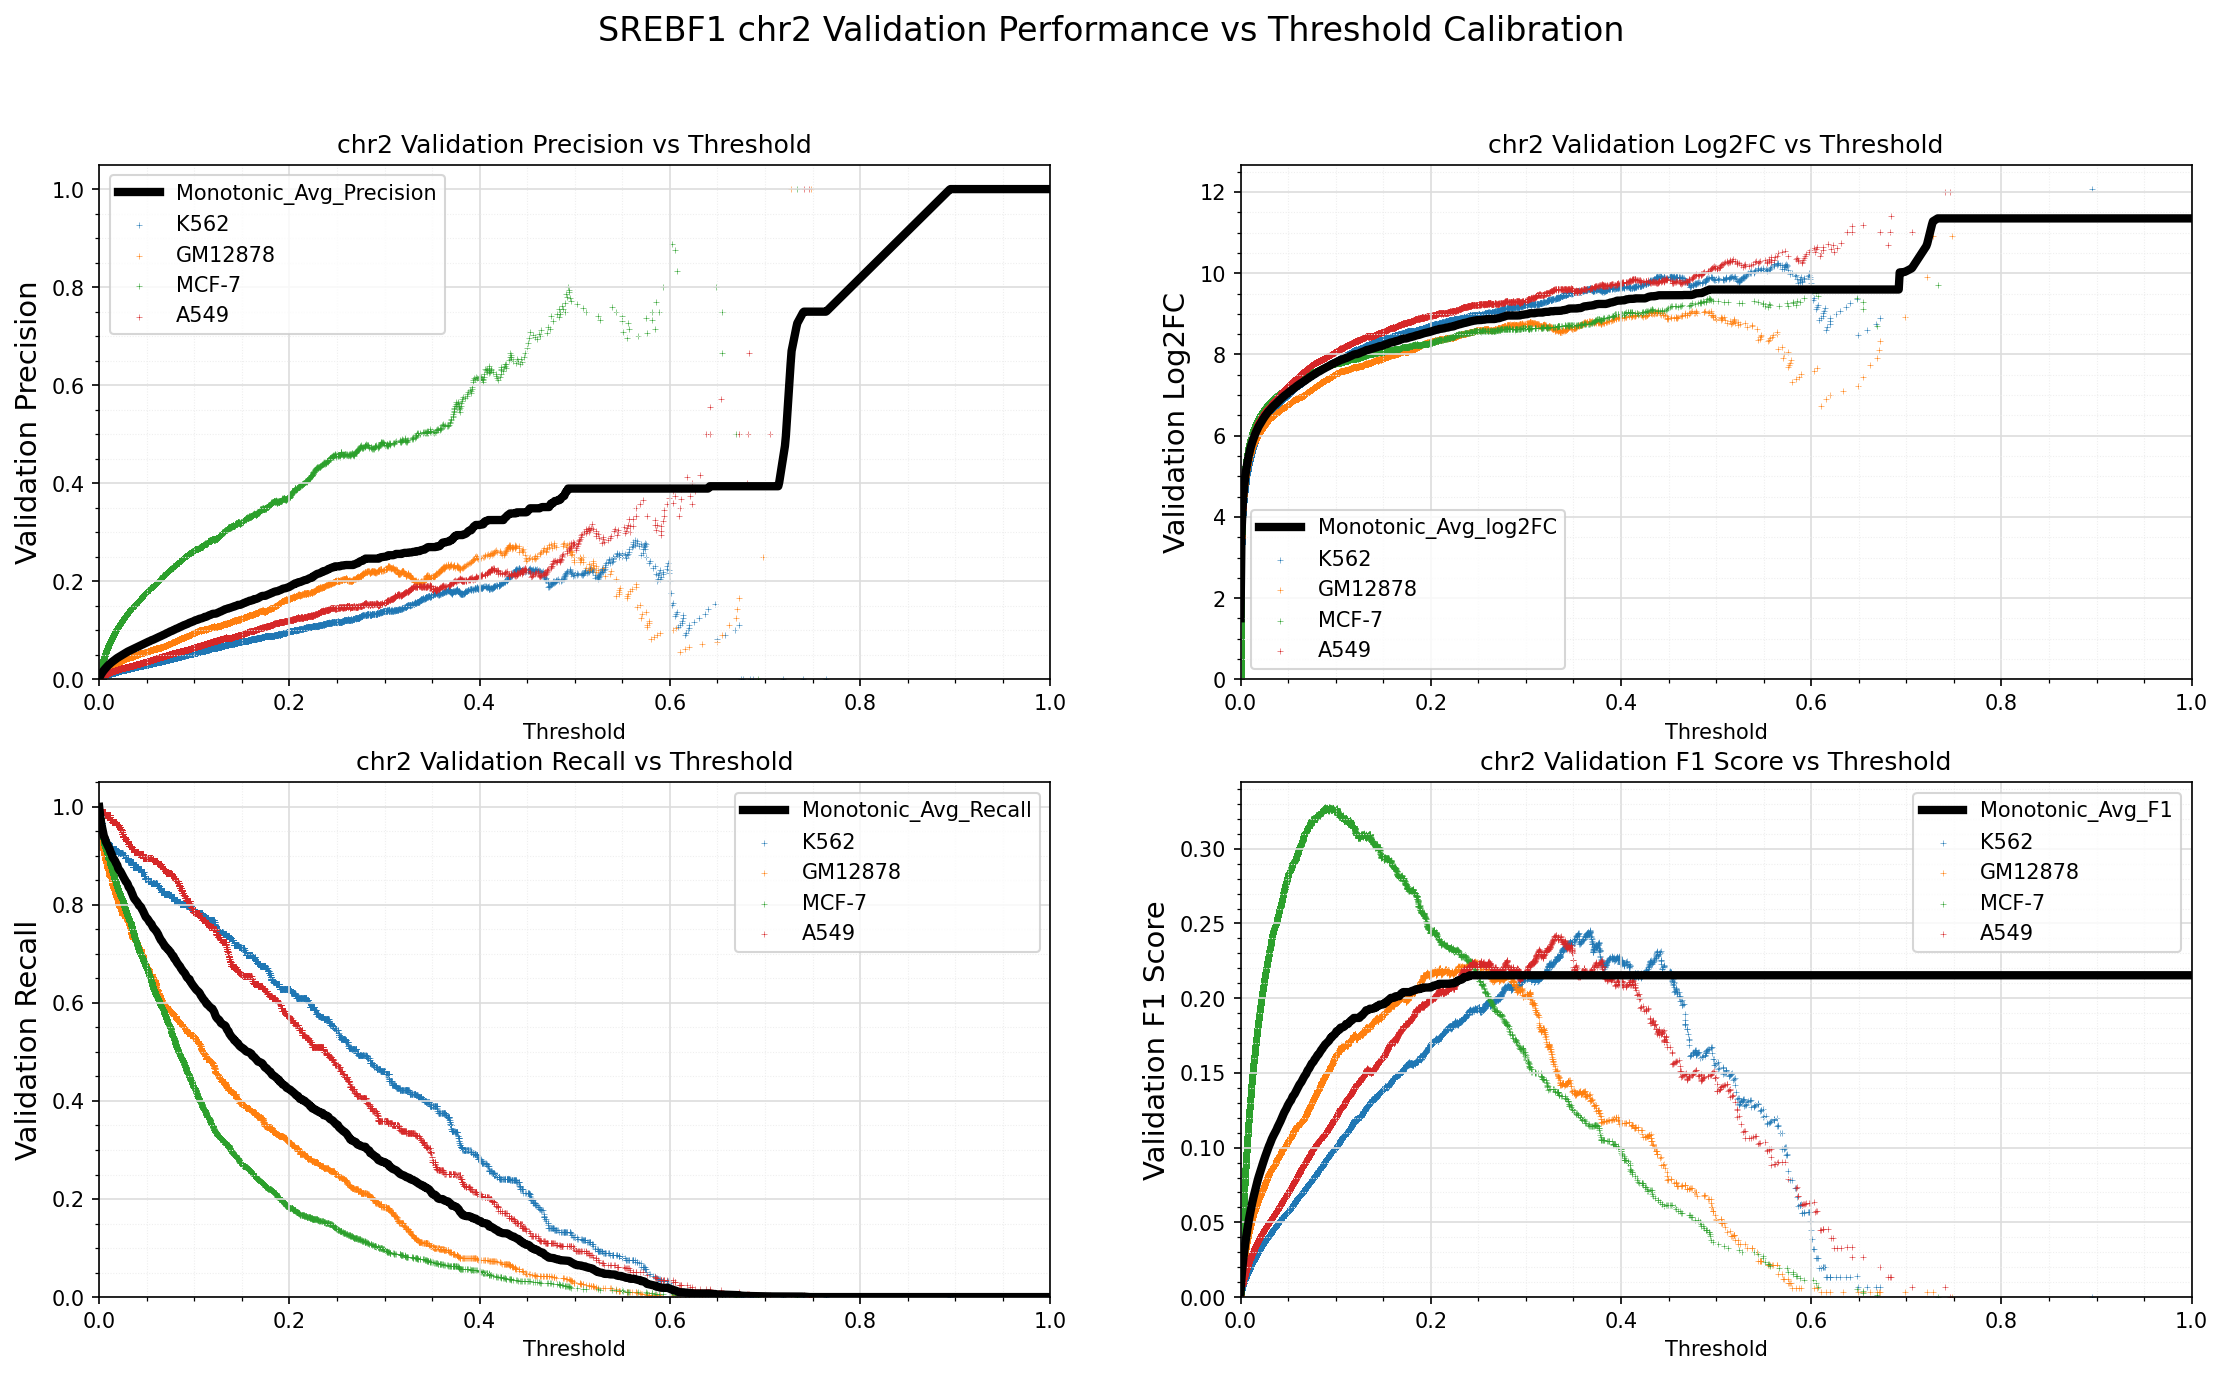 SREBF1 chr2 Validation Performance vs Threshold Calibration
chr2 Validation Precision vs Threshold
Validation Precision
1.0
0.8
0.6
0.4
0.2
0.0
Monotonic_Avg_Precision
K562
GM12878
MCF-7
A549
0.0 0.2 0.4 0.6 0.8 1.0
Threshold
chr2 Validation Log2FC vs Threshold
Validation Log2FC
12
10
8
6
4
2
0
Monotonic_Avg_log2FC
K562
GM12878
MCF-7
A549
0.0 0.2 0.4 0.6 0.8 1.0
Threshold
chr2 Validation Recall vs Threshold
Validation Recall
1.0
0.8
0.6
0.4
0.2
0.0
Monotonic_Avg_Recall
K562
GM12878
MCF-7
A549
0.0 0.2 0.4 0.6 0.8 1.0
Threshold
chr2 Validation F1 Score vs Threshold
Validation F1 Score
0.30
0.25
0.20
0.15
0.10
0.05
0.00
Monotonic_Avg_F1
K562
GM12878
MCF-7
A549
0.0 0.2 0.4 0.6 0.8 1.0
Threshold